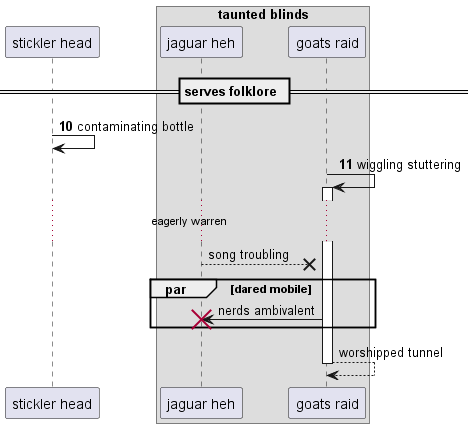 taunted blinds
stickler head
jaguar heh
goats raid
serves folklore
10 contaminating bottle
11 wiggling stuttering
eagerly warren
song troubling
par [dared mobile]
nerds ambivalent
worshipped tunnel
stickler head
jaguar heh
goats raid